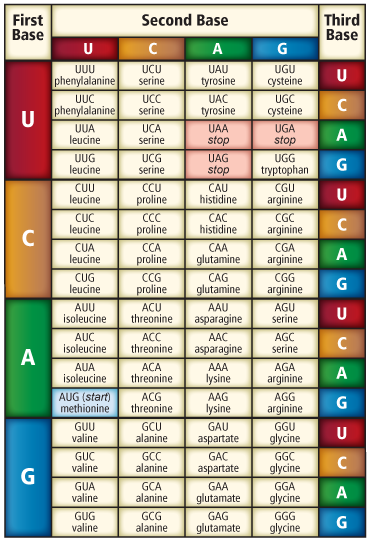 First Base Second Base Third Base
U C A G
U
UUU phenylalanine UCU serine UAU tyrosine UGU cysteine U
UUC phenylalanine UCC serine UAC tyrosine UGC cysteine C
UUA leucine UCA serine UAA stop UGA stop A
UUG leucine UCG serine UAG stop UGG tryptophan G
C
CUU leucine CCU proline CAU histidine CGU arginine U
CUC leucine CCC proline CAC histidine CGC arginine C
CUA leucine CCA proline CAA glutamine CGA arginine A
CUG leucine CCG proline CAG glutamine CGG arginine G
A
AUU isoleucine ACU threonine AAU asparagine AGU serine U
AUC isoleucine ACC threonine AAC asparagine AGC serine C
AUA isoleucine ACA threonine AAA lysine AGA arginine A
AUG (start) methionine ACG threonine AAG lysine AGG arginine G
G
GUU valine GCU alanine GAU aspartate GGU glycine U
GUC valine GCC alanine GAC aspartate GGC glycine C
GUA valine GCA alanine GAA glutamate GGA glycine A
GUG valine GCG alanine GAG glutamate GGG glycine G